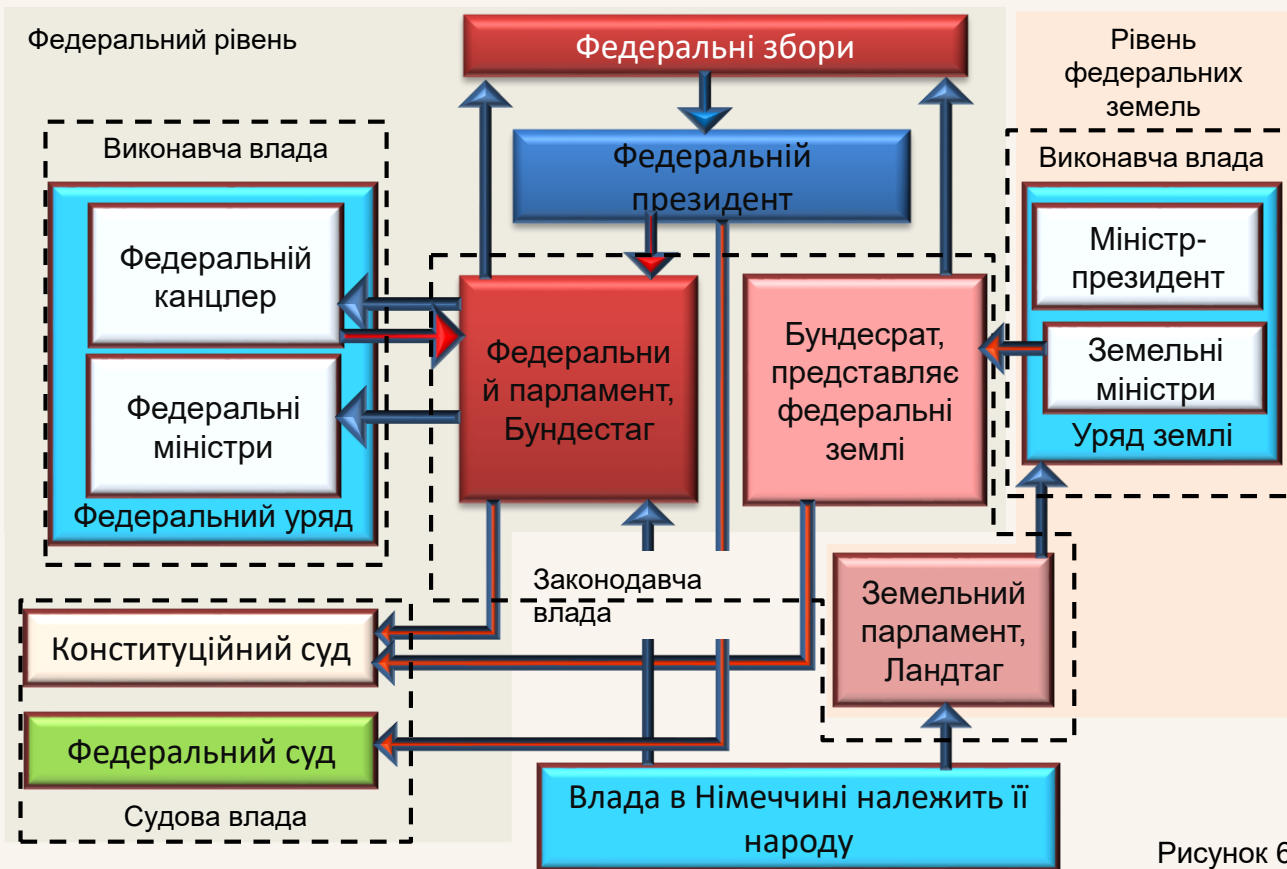 Федеральний рівень
Федеральні збори
Рівень
федеральних
земель
Виконавча влада
Федеральній
президент
Виконавча влада
Федеральній
канцлер
Міністр-
президент
Федеральни
й парламент,
Бундестаг
Бундесрат,
представляє
федеральні
землі
Земельні
міністри
Федеральні
міністри
Уряд землі
Федеральний уряд
Законодавча
влада
Земельний
парламент,
Ландтаг
Конституційний суд
Федеральний суд
Судова влада
Влада в Німеччині належить її
народу
Рисунок 6